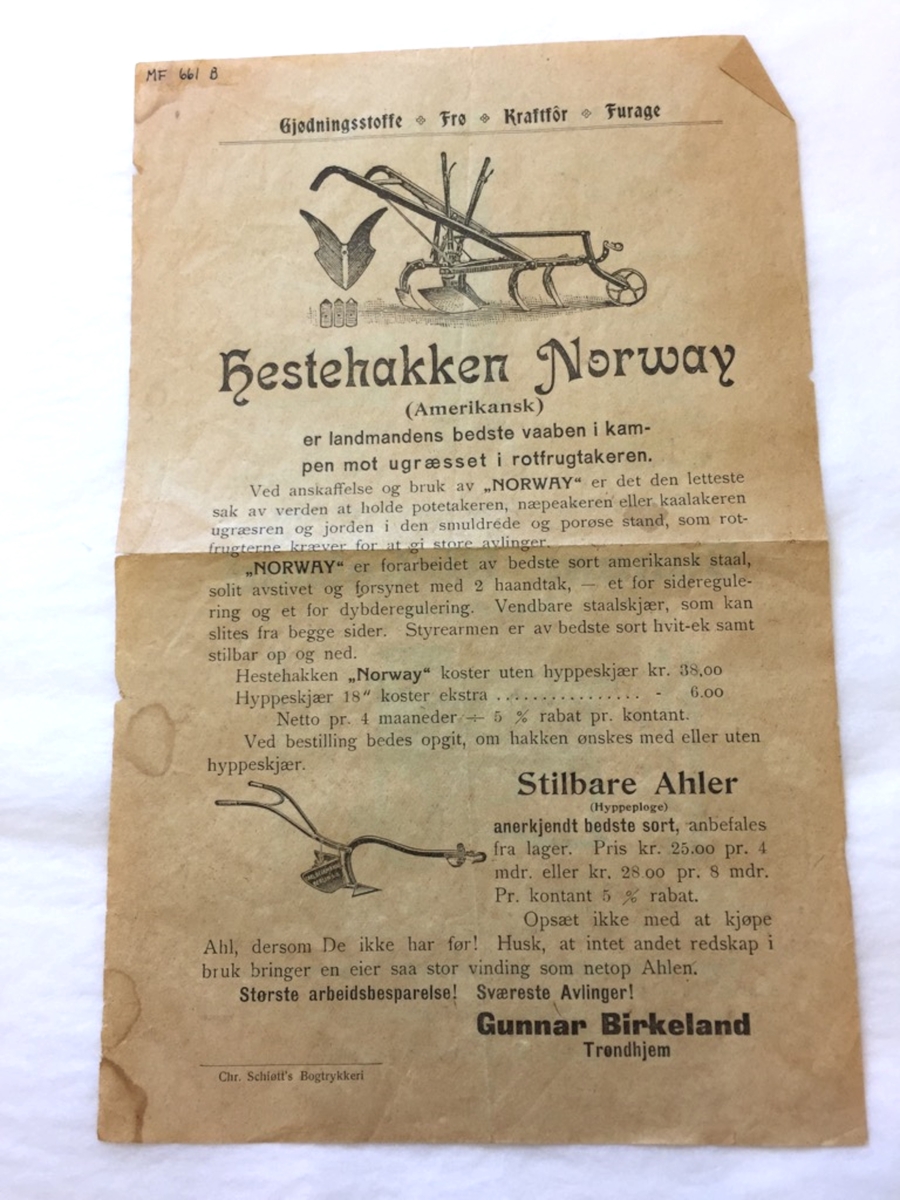 MF 661 B
Gjødningsstoffe ❖ Frø ❖ Kraftfôr ❖ Furage
Hestehakken Norway
(Amerikansk)
er landmandens bedste vaaben i kam-
pen mot ugræsset i rotfrugtakeren.
Ved anskaffelse og bruk av „NORWAY“ er det den letteste
sak av verden at holde potetakeren, næpeakeren eller kaalakeren
ugræsren og jorden i den smuldrede og porøse stand, som rot-
frugterne kræver for at gi store avlinger.
„NORWAY“ er forarbeidet av bedste sort amerikansk staal,
solit avstivet og forsynet med 2 haandtak, — et for sideregule-
ring og et for dybderegulering. Vendbare staalskjær, som kan
slites fra begge sider. Styrearmen er av bedste sort hvit-ek samt
stilbar op og ned.
Hestehakken „Norway“ koster uten hyppeskjær kr. 38.00
Hyppeskjær 18" koster ekstra ................ - 6.00
Netto pr. 4 maaneder ÷ 5 % rabat pr. kontant.
Ved bestilling bedes opgit, om hakken ønskes med eller uten
hyppeskjær.
Stilbare Ahler
(Hyppeploge)
anerkjendt bedste sort, anbefales
fra lager. Pris kr. 25.00 pr. 4
mdr. eller kr. 28.00 pr. 8 mdr.
Pr. kontant 5 % rabat.
Opsæt ikke med at kjøpe
Ahl, dersom De ikke har før! Husk, at intet andet redskap i
bruk bringer en eier saa stor vinding som netop Ahlen.
Største arbeidsbesparelse! Sværeste Avlinger!
Gunnar Birkeland
Trøndhjem
Chr. Schiøtt's Bogtrykkeri